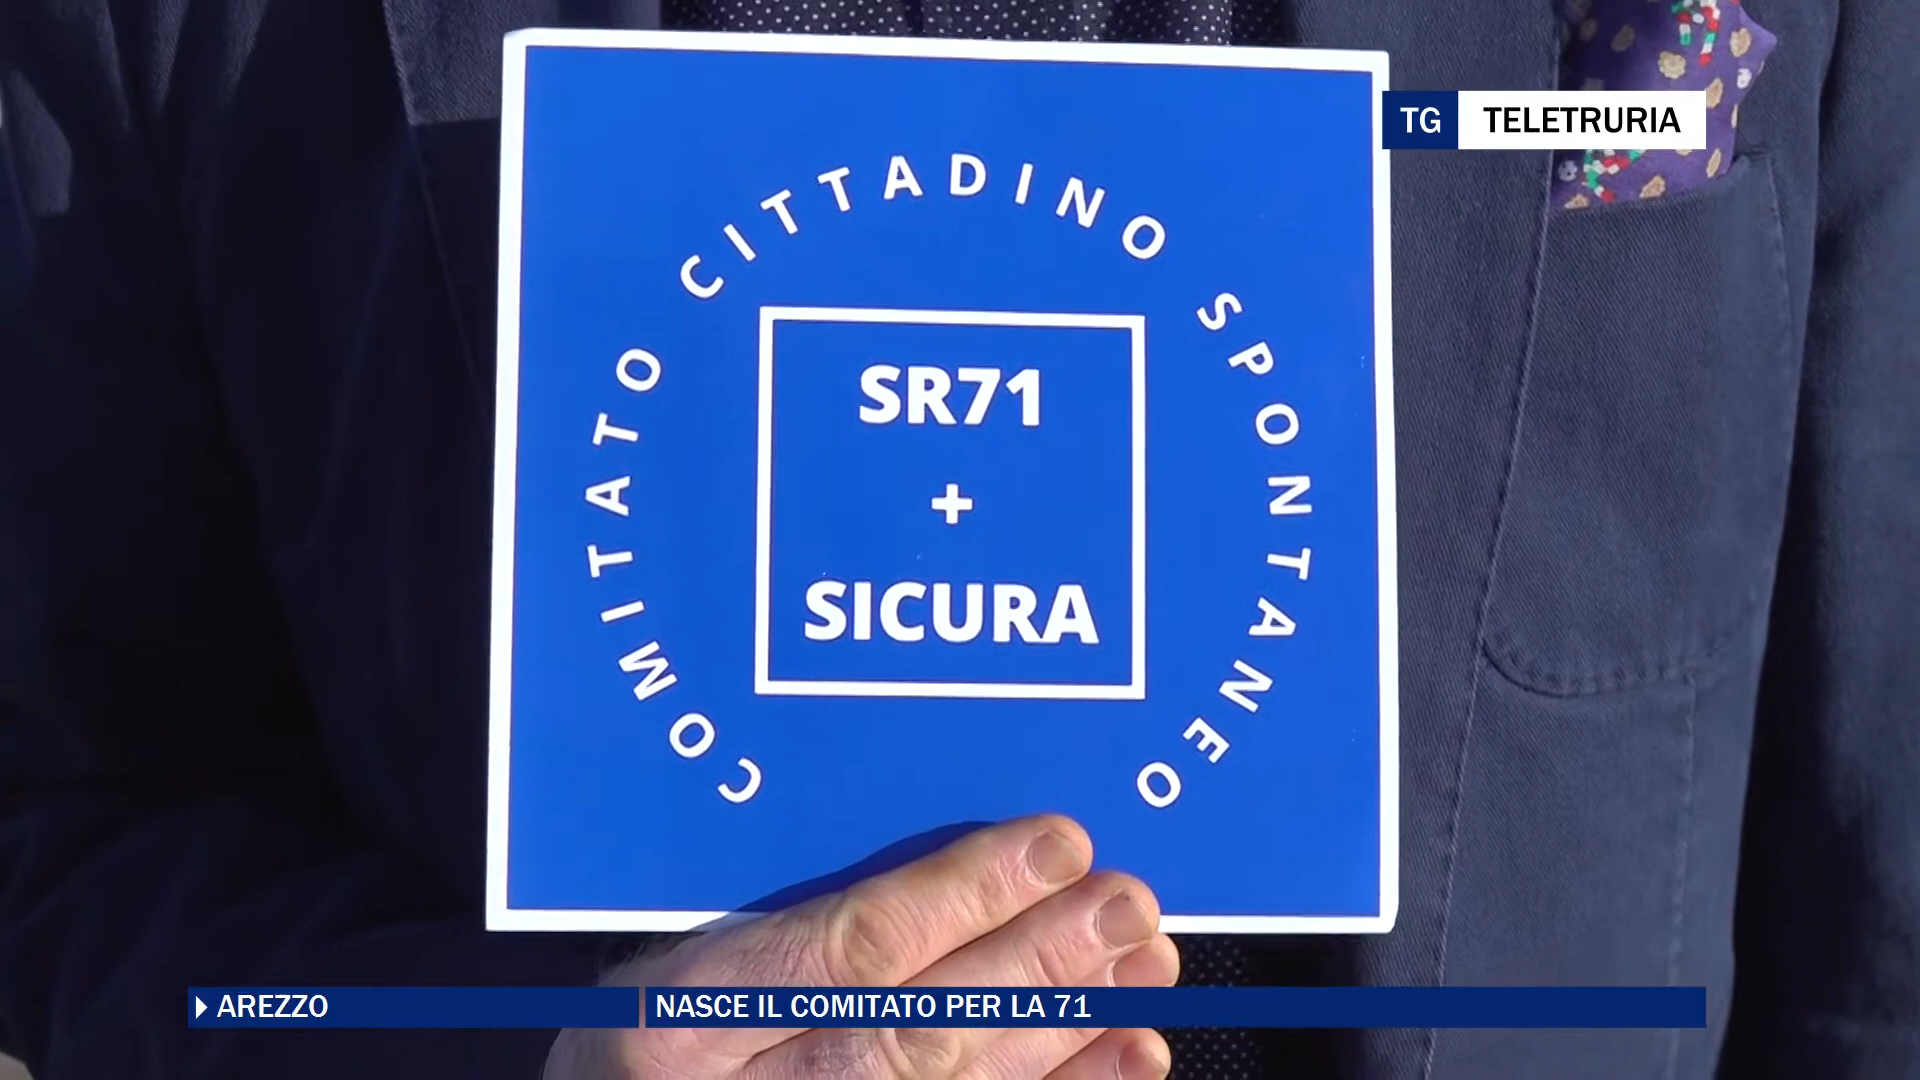 TG TELETRURIA
COMITATO CITTADINO SPONTANEO
SR71
+
SICURA
AREZZO
NASCE IL COMITATO PER LA 71